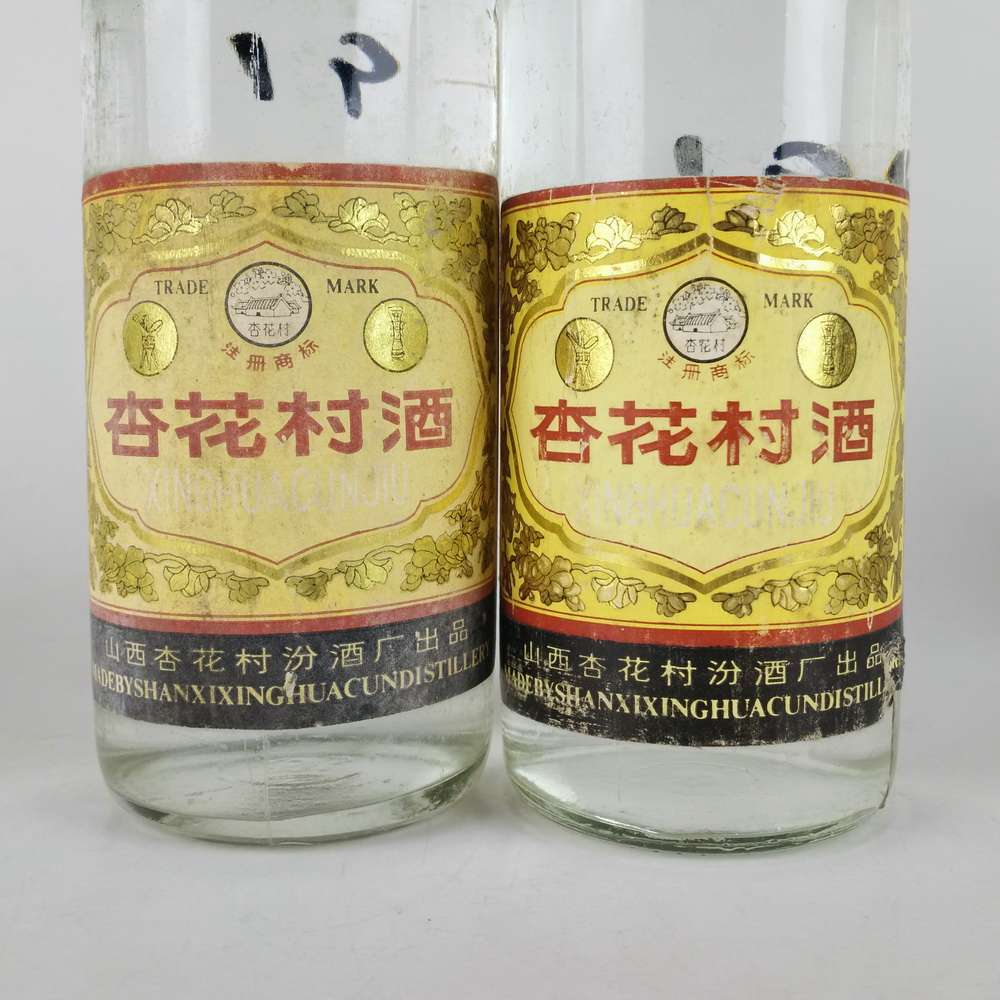 TRADE MARK
杏花村
注册商标
杏花村酒
XINGHUACUNJIU
山西杏花村汾酒厂出品
MADEBYSHANXIXINGHUACUNDISTILLERY
TRADE MARK
杏花村
注册商标
杏花村酒
XINGHUACUNJIU
山西杏花村汾酒厂出品
MADEBYSHANXIXINGHUACUNDISTILL